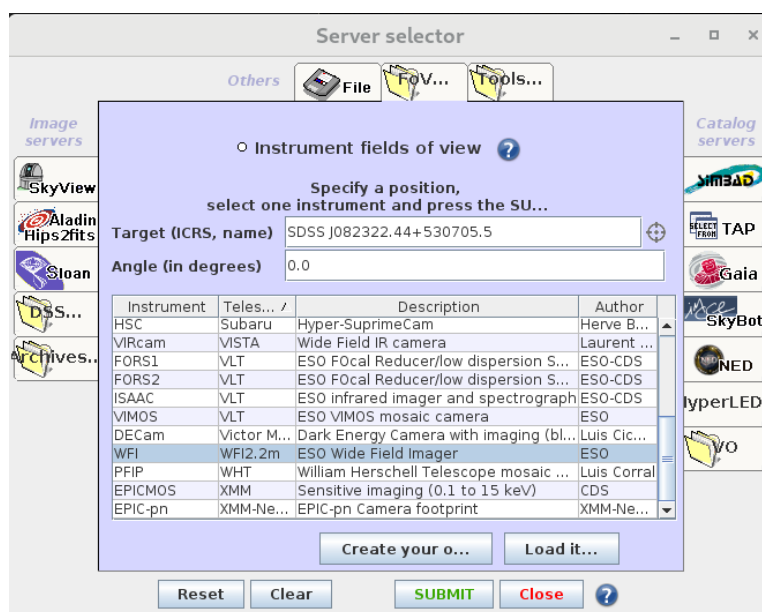 Server selector
Others File FoV... Tools...
Image servers
Catalog servers
SkyView
Aladin Hips2fits
Sloan
DSS...
Archives...
Instrument fields of view ?
Specify a position,
select one instrument and press the SU...
Target (ICRS, name) SDSS J082322.44+530705.5
Angle (in degrees) 0.0
Instrument Teles... Description Author
HSC Subaru Hyper-SuprimeCam Herve B...
VIRcam VISTA Wide Field IR camera Laurent ...
FORS1 VLT ESO FOcal Reducer/low dispersion S... ESO-CDS
FORS2 VLT ESO FOcal Reducer/low dispersion S... ESO-CDS
ISAAC VLT ESO infrared imager and spectrograph ESO-CDS
VIMOS VLT ESO VIMOS mosaic camera ESO
DECam Victor M... Dark Energy Camera with imaging (bl... Luis Cic...
WFI WFI2.2m ESO Wide Field Imager ESO
PFIP WHT William Herschell Telescope mosaic ... Luis Corral
EPICMOS XMM Sensitive imaging (0.1 to 15 keV) CDS
EPIC-pn XMM-Ne... EPIC-pn Camera footprint XMM-Ne...
Create your o... Load it...
SIMBAD
SELECT FROM TAP
Gaia
SkyBot
NED
HyperLED
VO
Reset Clear SUBMIT Close ?